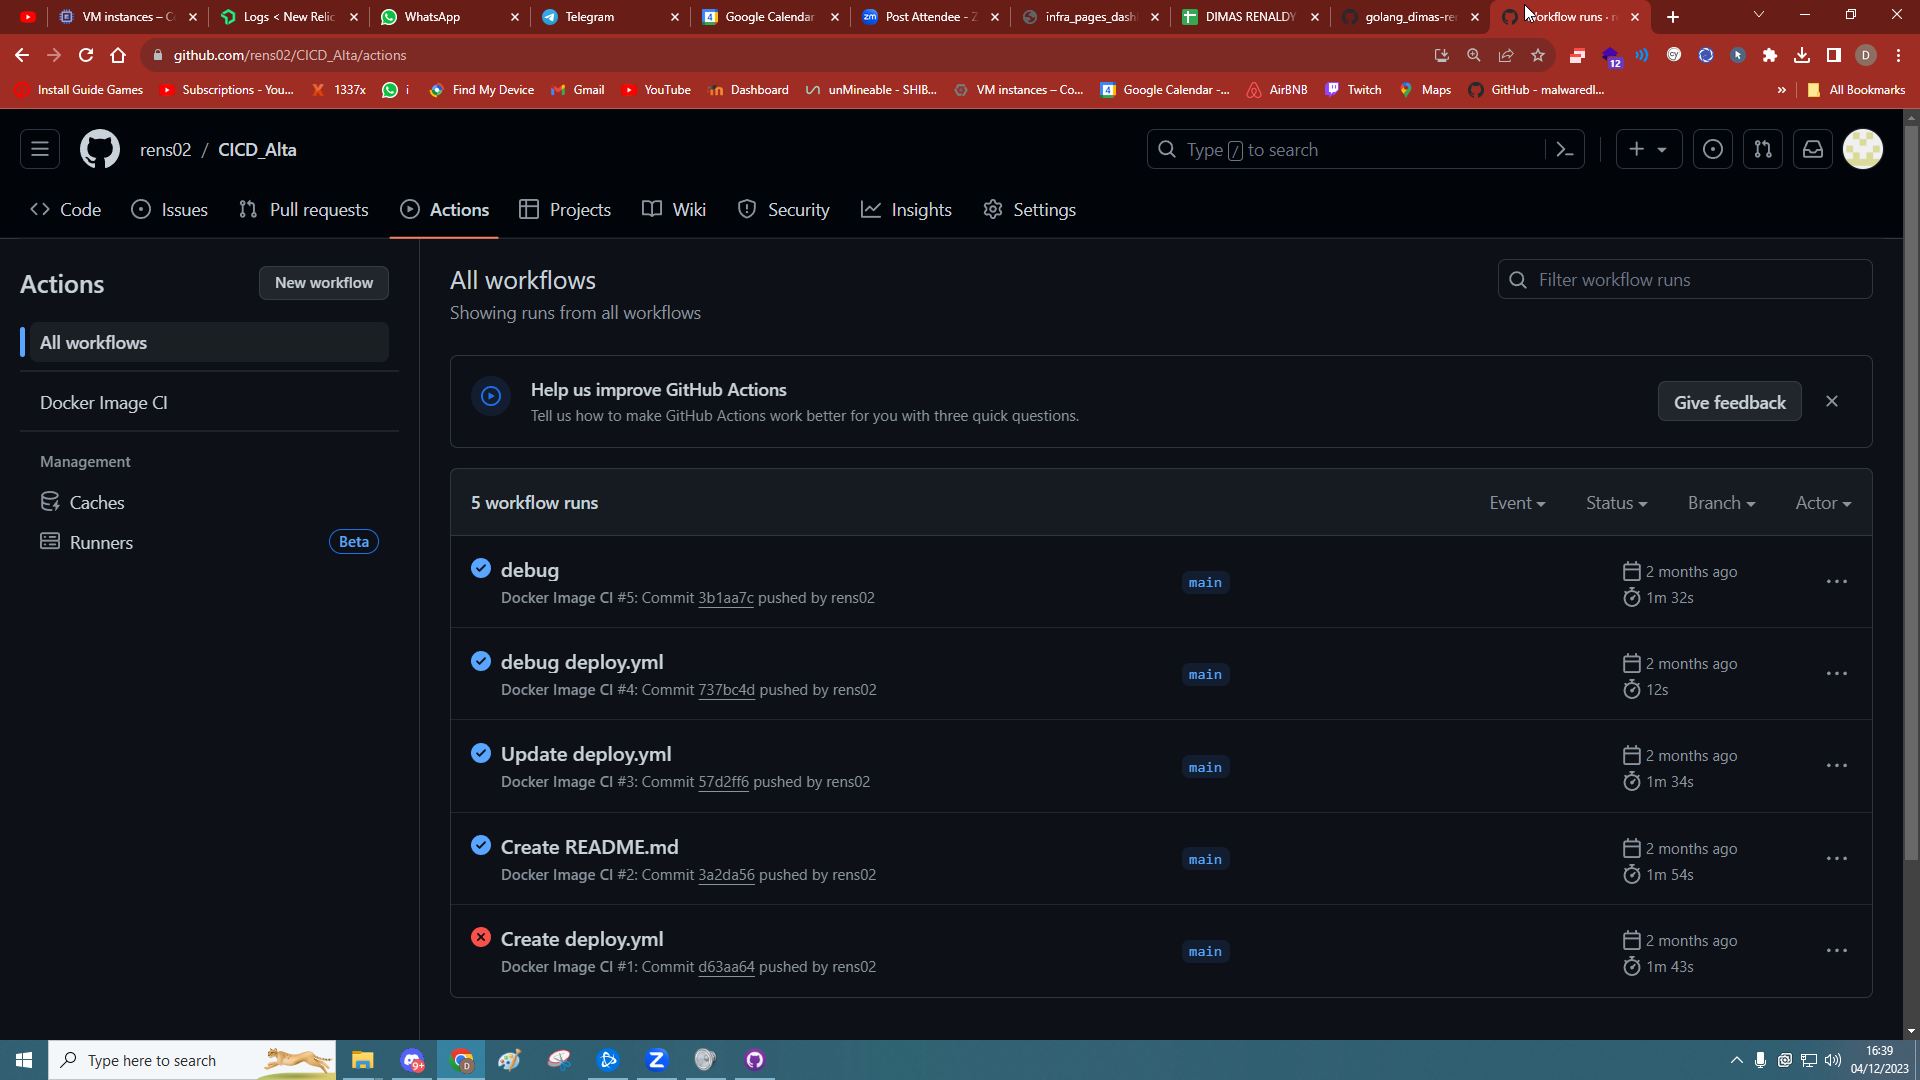 VM instances – C
Logs < New Relic
WhatsApp
Telegram
Google Calendar
zm
Post Attendee - Z
infra_pages_dash
DIMAS RENALDY
golang_dimas-re
Workflow runs · r
github.com/rens02/CICD_Alta/actions
12
D
Install Guide Games
Subscriptions - You...
1337x
i
Find My Device
Gmail
YouTube
Dashboard
unMineable - SHIB...
VM instances – Co...
Google Calendar -...
AirBNB
Twitch
Maps
GitHub - malwaredl...
»
All Bookmarks
rens02 / CICD_Alta
Type / to search
Code
Issues
Pull requests
Actions
Projects
Wiki
Security
Insights
Settings
Actions
New workflow
All workflows
Docker Image CI
Management
Caches
Runners
Beta
All workflows
Showing runs from all workflows
Filter workflow runs
Help us improve GitHub Actions
Tell us how to make GitHub Actions work better for you with three quick questions.
Give feedback
5 workflow runs
Event
Status
Branch
Actor
debug
Docker Image CI #5: Commit 3b1aa7c pushed by rens02
main
2 months ago
1m 32s
debug deploy.yml
Docker Image CI #4: Commit 737bc4d pushed by rens02
main
2 months ago
12s
Update deploy.yml
Docker Image CI #3: Commit 57d2ff6 pushed by rens02
main
2 months ago
1m 34s
Create README.md
Docker Image CI #2: Commit 3a2da56 pushed by rens02
main
2 months ago
1m 54s
Create deploy.yml
Docker Image CI #1: Commit d63aa64 pushed by rens02
main
2 months ago
1m 43s
Type here to search
9+
D
Z
16:39
04/12/2023